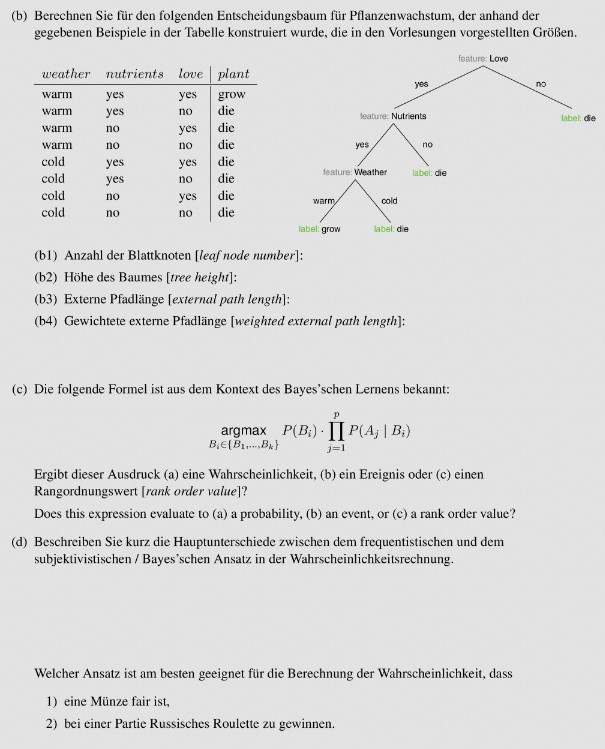 (b) Berechnen Sie für den folgenden Entscheidungsbaum für Pflanzenwachstum, der anhand der
gegebenen Beispiele in der Tabelle konstruiert wurde, die in den Vorlesungen vorgestellten Größen.
weather nutrients love plant
warm yes yes grow
warm yes no die
warm no yes die
warm no no die
cold yes yes die
cold yes no die
cold no yes die
cold no no die
feature: Love
yes no
feature: Nutrients label: die
yes no
feature: Weather label: die
warm cold
label: grow label: die
(b1) Anzahl der Blattknoten [leaf node number]:
(b2) Höhe des Baumes [tree height]:
(b3) Externe Pfadlänge [external path length]:
(b4) Gewichtete externe Pfadlänge [weighted external path length]:
(c) Die folgende Formel ist aus dem Kontext des Bayes'schen Lernens bekannt:
argmax_{B_i∈{B_1,...,B_k}} P(B_i) · ∏_{j=1}^{p} P(A_j | B_i)
Ergibt dieser Ausdruck (a) eine Wahrscheinlichkeit, (b) ein Ereignis oder (c) einen
Rangordnungswert [rank order value]?
Does this expression evaluate to (a) a probability, (b) an event, or (c) a rank order value?
(d) Beschreiben Sie kurz die Hauptunterschiede zwischen dem frequentistischen und dem
subjektivistischen / Bayes'schen Ansatz in der Wahrscheinlichkeitsrechnung.
Welcher Ansatz ist am besten geeignet für die Berechnung der Wahrscheinlichkeit, dass
1) eine Münze fair ist,
2) bei einer Partie Russisches Roulette zu gewinnen.